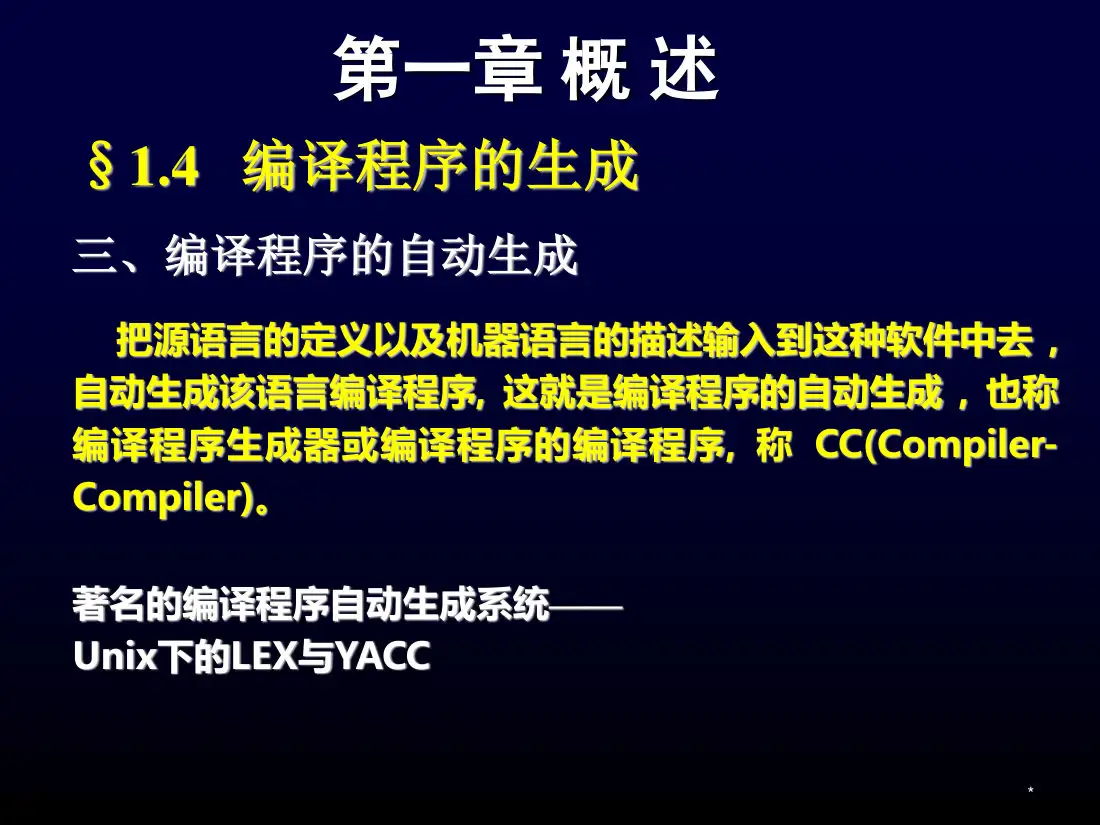 第一章 概 述
§1.4 编译程序的生成
三、编译程序的自动生成
把源语言的定义以及机器语言的描述输入到这种软件中去，
自动生成该语言编译程序, 这就是编译程序的自动生成，也称
编译程序生成器或编译程序的编译程序, 称 CC(Compiler-
Compiler)。
著名的编译程序自动生成系统——
Unix下的LEX与YACC
*